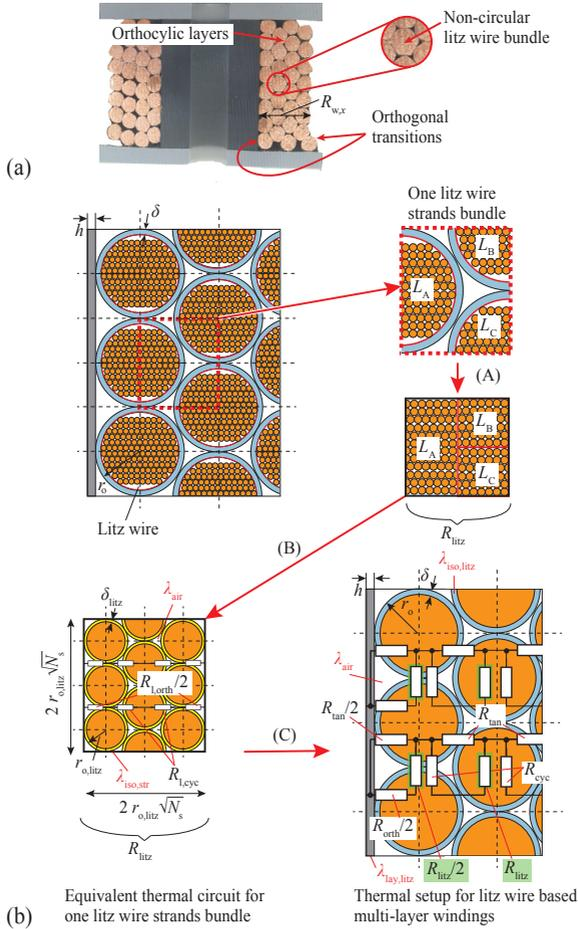 Orthocylic layers
Non-circular
litz wire bundle
R_w,x
Orthogonal
transitions
(a)
h
δ
One litz wire
strands bundle
L_A
L_B
L_C
(A)
r_o
Litz wire
L_A
L_B
L_C
R_litz
(B)
δ_litz
λ_air
2 r_o,litz √N_s
R_l,orth/2
r_o,litz
λ_iso,str
R_l,cyc
2 r_o,litz √N_s
R_litz
(C)
h
δ
λ_iso,litz
r_o
λ_air
R_tan/2
R_tan
R_cyc
R_orth/2
R_litz/2
R_litz
λ_lay,litz
(b)
Equivalent thermal circuit for
one litz wire strands bundle
Thermal setup for litz wire based
multi-layer windings